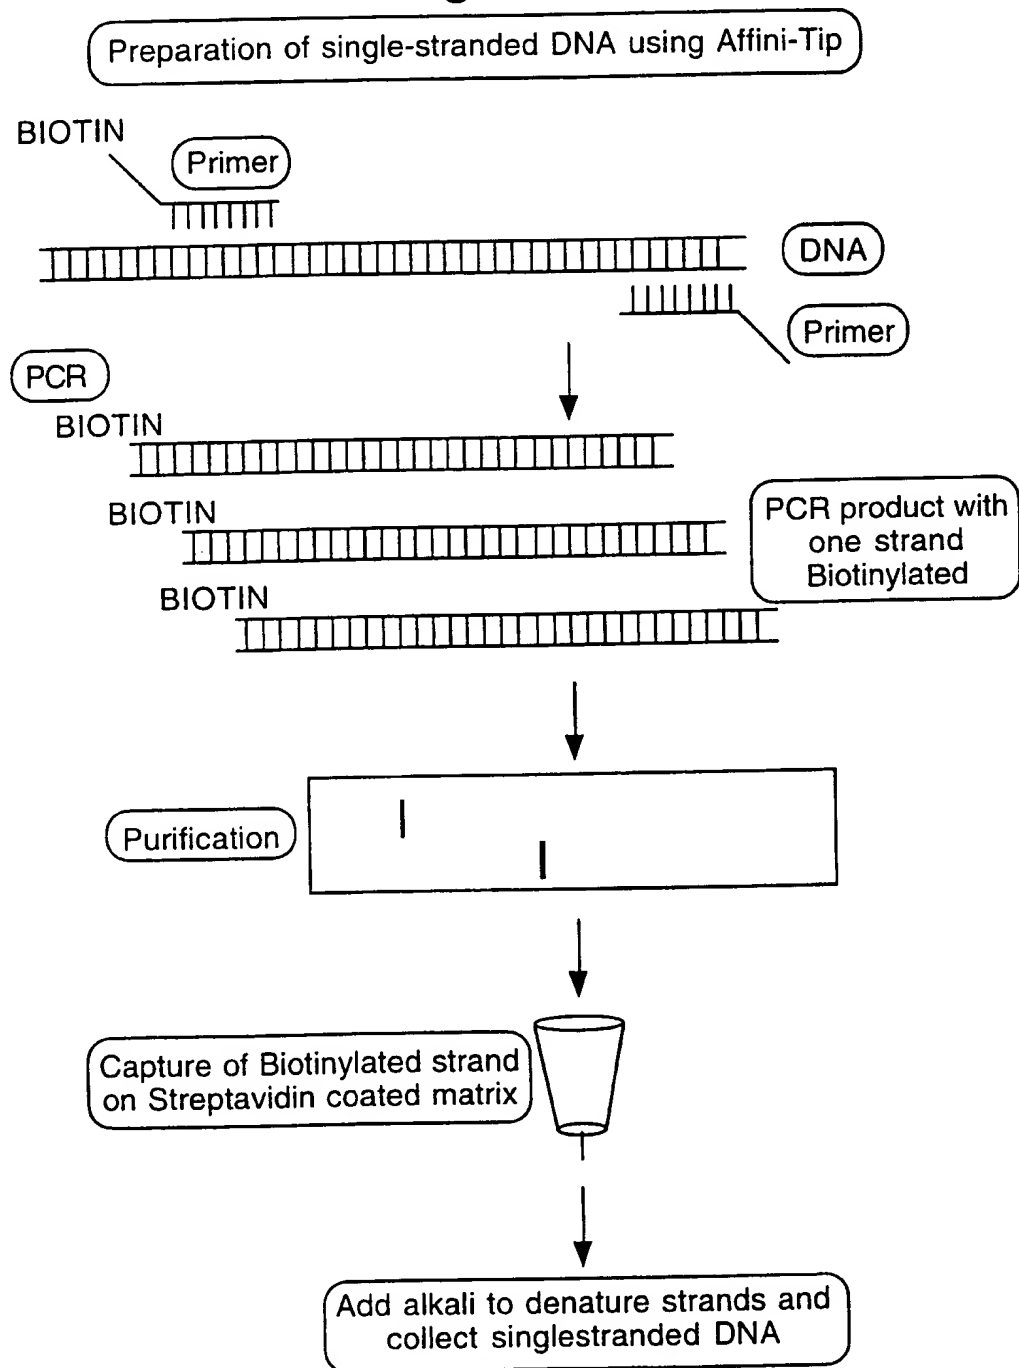 Preparation of single-stranded DNA using Affini-Tip
BIOTIN
Primer
DNA
Primer
PCR
BIOTIN
BIOTIN
BIOTIN
PCR product with
one strand
Biotinylated
Purification
Capture of Biotinylated strand
on Streptavidin coated matrix
Add alkali to denature strands and
collect singlestranded DNA